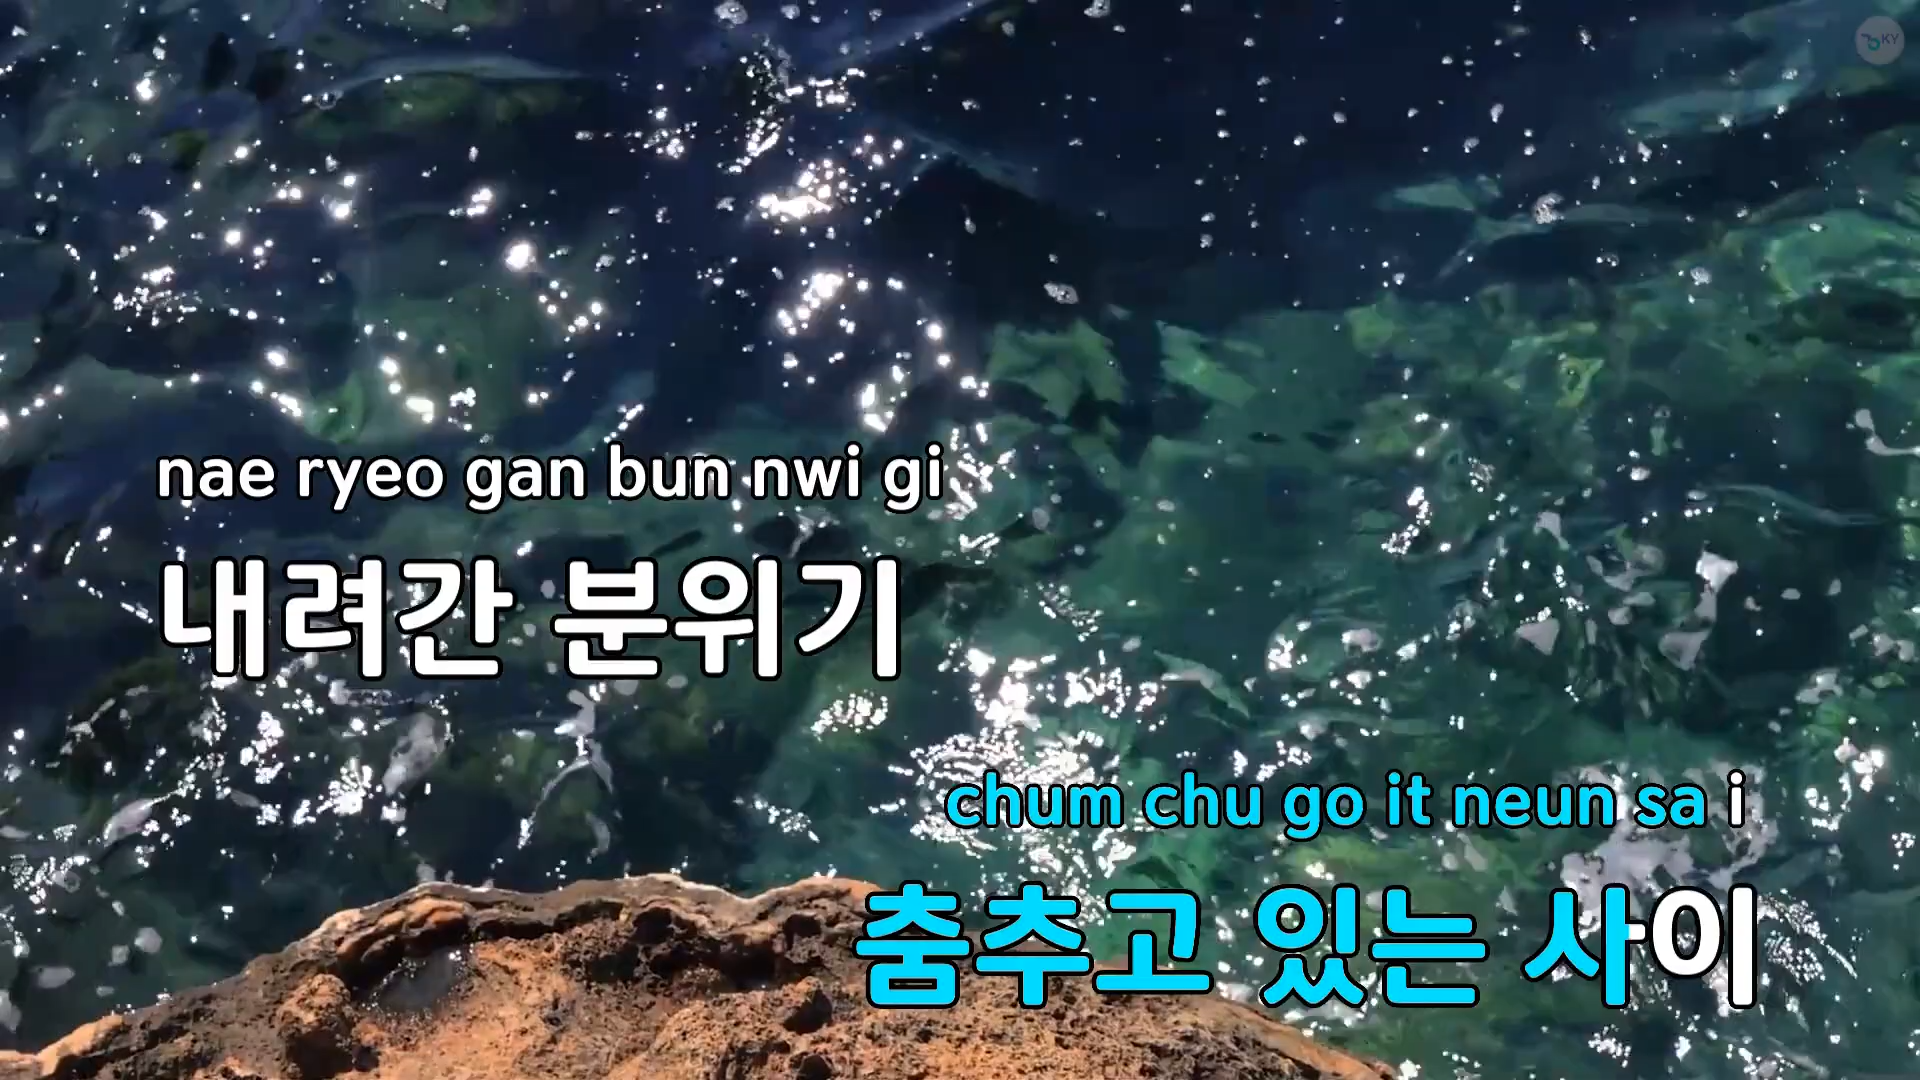 KY
nae ryeo gan bun nwi gi
내려간 분위기
chum chu go it neun sa i
춤추고 있는 사이